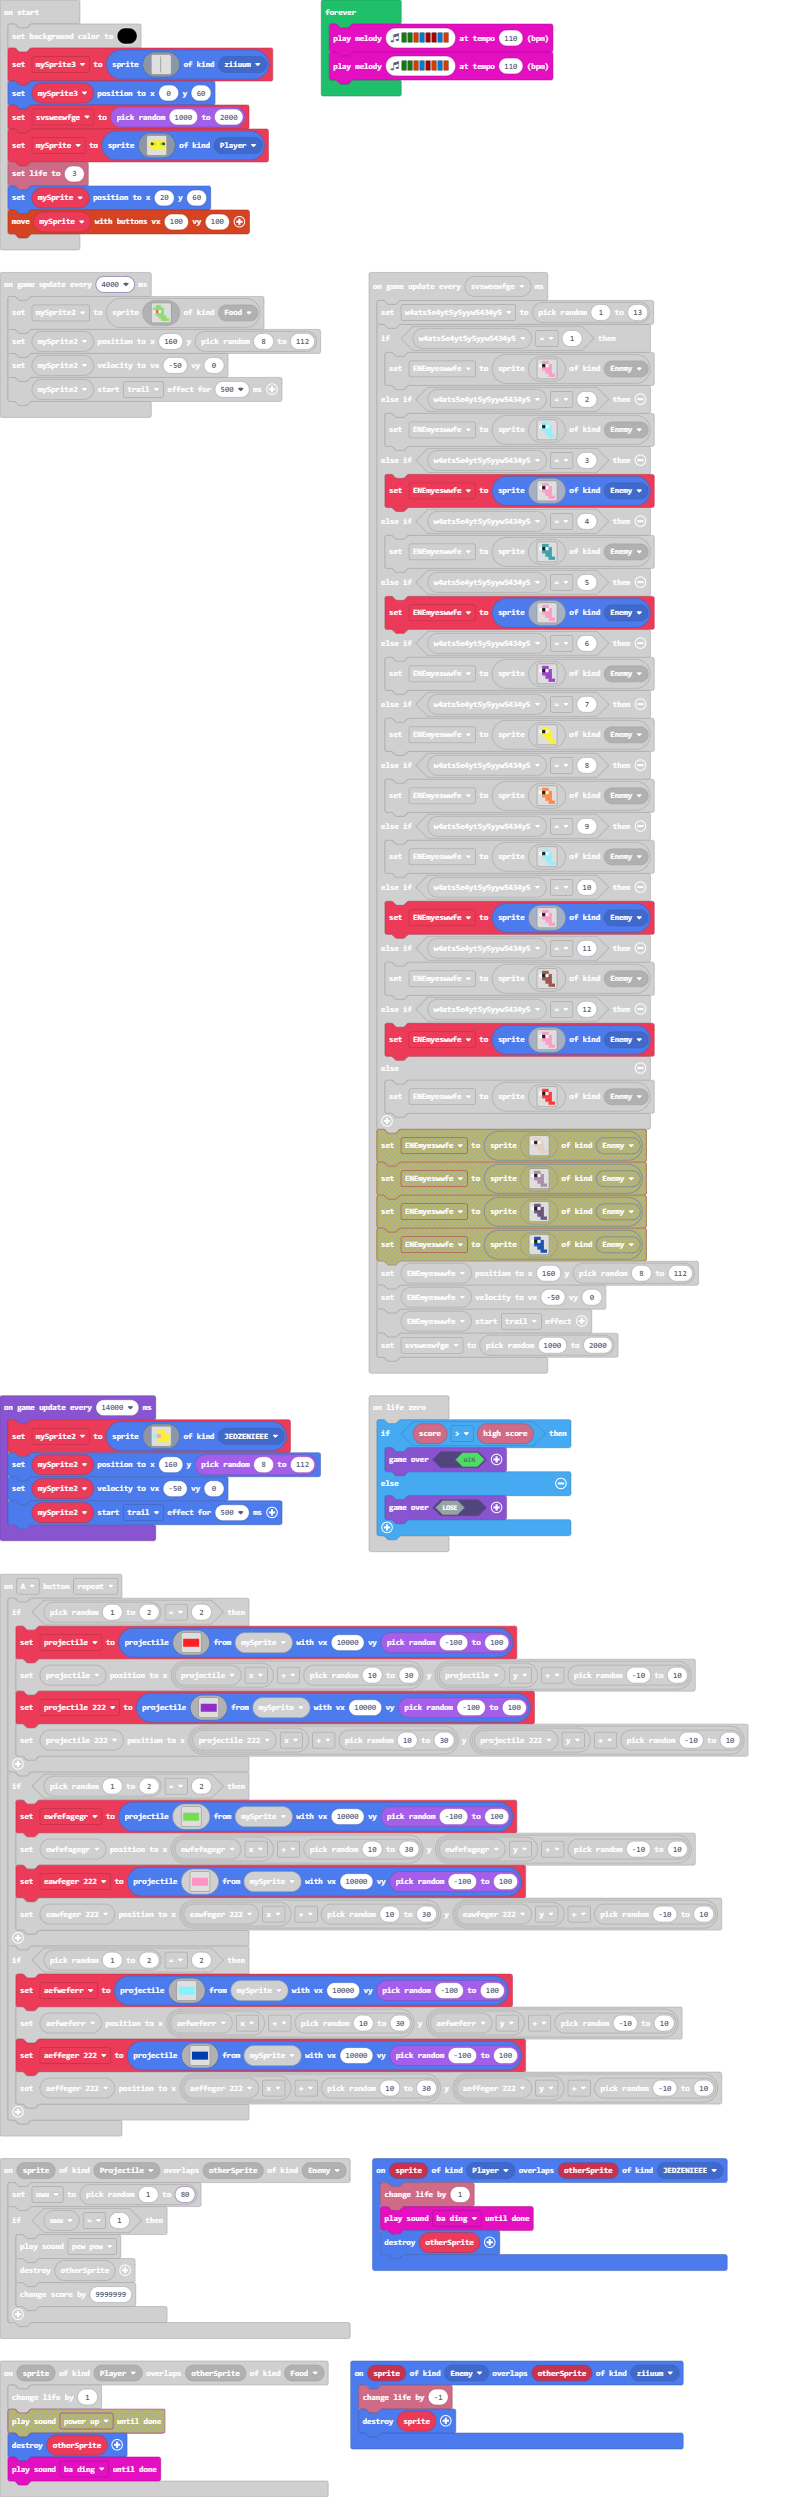 on start
set background color to
set mySprite3 to sprite of kind ziiuum
set mySprite3 position to x 0 y 60
set svsweewfge to pick random 1000 to 2000
set mySprite to sprite of kind Player
set life to 3
set mySprite position to x 20 y 60
move mySprite with buttons vx 100 vy 100
forever
play melody at tempo 110 (bpm)
play melody at tempo 110 (bpm)
on game update every 4000 ms
set mySprite2 to sprite of kind Food
set mySprite2 position to x 160 y pick random 8 to 112
set mySprite2 velocity to vx -50 vy 0
mySprite2 start trail effect for 500 ms
on game update every svsweewfge ms
set w4ats5e4yt5y5yyw5434y5 to pick random 1 to 13
if w4ats5e4yt5y5yyw5434y5 = 1 then
set ENEmyeswwfe to sprite of kind Enemy
else if w4ats5e4yt5y5yyw5434y5 = 2 then
set ENEmyeswwfe to sprite of kind Enemy
else if w4ats5e4yt5y5yyw5434y5 = 3 then
set ENEmyeswwfe to sprite of kind Enemy
else if w4ats5e4yt5y5yyw5434y5 = 4 then
set ENEmyeswwfe to sprite of kind Enemy
else if w4ats5e4yt5y5yyw5434y5 = 5 then
set ENEmyeswwfe to sprite of kind Enemy
else if w4ats5e4yt5y5yyw5434y5 = 6 then
set ENEmyeswwfe to sprite of kind Enemy
else if w4ats5e4yt5y5yyw5434y5 = 7 then
set ENEmyeswwfe to sprite of kind Enemy
else if w4ats5e4yt5y5yyw5434y5 = 8 then
set ENEmyeswwfe to sprite of kind Enemy
else if w4ats5e4yt5y5yyw5434y5 = 9 then
set ENEmyeswwfe to sprite of kind Enemy
else if w4ats5e4yt5y5yyw5434y5 = 10 then
set ENEmyeswwfe to sprite of kind Enemy
else if w4ats5e4yt5y5yyw5434y5 = 11 then
set ENEmyeswwfe to sprite of kind Enemy
else if w4ats5e4yt5y5yyw5434y5 = 12 then
set ENEmyeswwfe to sprite of kind Enemy
else
set ENEmyeswwfe to sprite of kind Enemy
set ENEmyeswwfe to sprite of kind Enemy
set ENEmyeswwfe to sprite of kind Enemy
set ENEmyeswwfe to sprite of kind Enemy
set ENEmyeswwfe to sprite of kind Enemy
set ENEmyeswwfe position to x 160 y pick random 8 to 112
set ENEmyeswwfe velocity to vx -50 vy 0
ENEmyeswwfe start trail effect
set svsweewfge to pick random 1000 to 2000
on game update every 14000 ms
set mySprite2 to sprite of kind JEDZENIEEE
set mySprite2 position to x 160 y pick random 8 to 112
set mySprite2 velocity to vx -50 vy 0
mySprite2 start trail effect for 500 ms
on life zero
if score > high score then
game over WIN
else
game over LOSE
on A button repeat
if pick random 1 to 2 = 2 then
set projectile to projectile from mySprite with vx 10000 vy pick random -100 to 100
set projectile position to x projectile x + pick random 10 to 30 y projectile y + pick random -10 to 10
set projectile 222 to projectile from mySprite with vx 10000 vy pick random -100 to 100
set projectile 222 position to x projectile 222 x + pick random 10 to 30 y projectile 222 y + pick random -10 to 10
if pick random 1 to 2 = 2 then
set ewfefagegr to projectile from mySprite with vx 10000 vy pick random -100 to 100
set ewfefagegr position to x ewfefagegr x + pick random 10 to 30 y ewfefagegr y + pick random -10 to 10
set eawfeger 222 to projectile from mySprite with vx 10000 vy pick random -100 to 100
set eawfeger 222 position to x eawfeger 222 x + pick random 10 to 30 y eawfeger 222 y + pick random -10 to 10
if pick random 1 to 2 = 2 then
set aefweferr to projectile from mySprite with vx 10000 vy pick random -100 to 100
set aefweferr position to x aefweferr x + pick random 10 to 30 y aefweferr y + pick random -10 to 10
set aeffeger 222 to projectile from mySprite with vx 10000 vy pick random -100 to 100
set aeffeger 222 position to x aeffeger 222 x + pick random 10 to 30 y aeffeger 222 y + pick random -10 to 10
on sprite of kind Projectile overlaps otherSprite of kind Enemy
set owu to pick random 1 to 80
if owu = 1 then
play sound pew pew
destroy otherSprite
change score by 9999999
on sprite of kind Player overlaps otherSprite of kind JEDZENIEEE
change life by 1
play sound ba ding until done
destroy otherSprite
on sprite of kind Player overlaps otherSprite of kind Food
change life by 1
play sound power up until done
destroy otherSprite
play sound ba ding until done
on sprite of kind Enemy overlaps otherSprite of kind ziiuum
change life by -1
destroy sprite